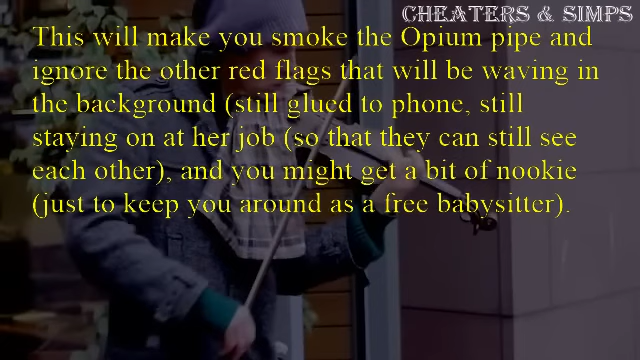 CHEATERS & SIMPS
This will make you smoke the Opium pipe and
ignore the other red flags that will be waving in
the background (still glued to phone, still
staying on at her job (so that they can still see
each other), and you might get a bit of nookie
(just to keep you around as a free babysitter).